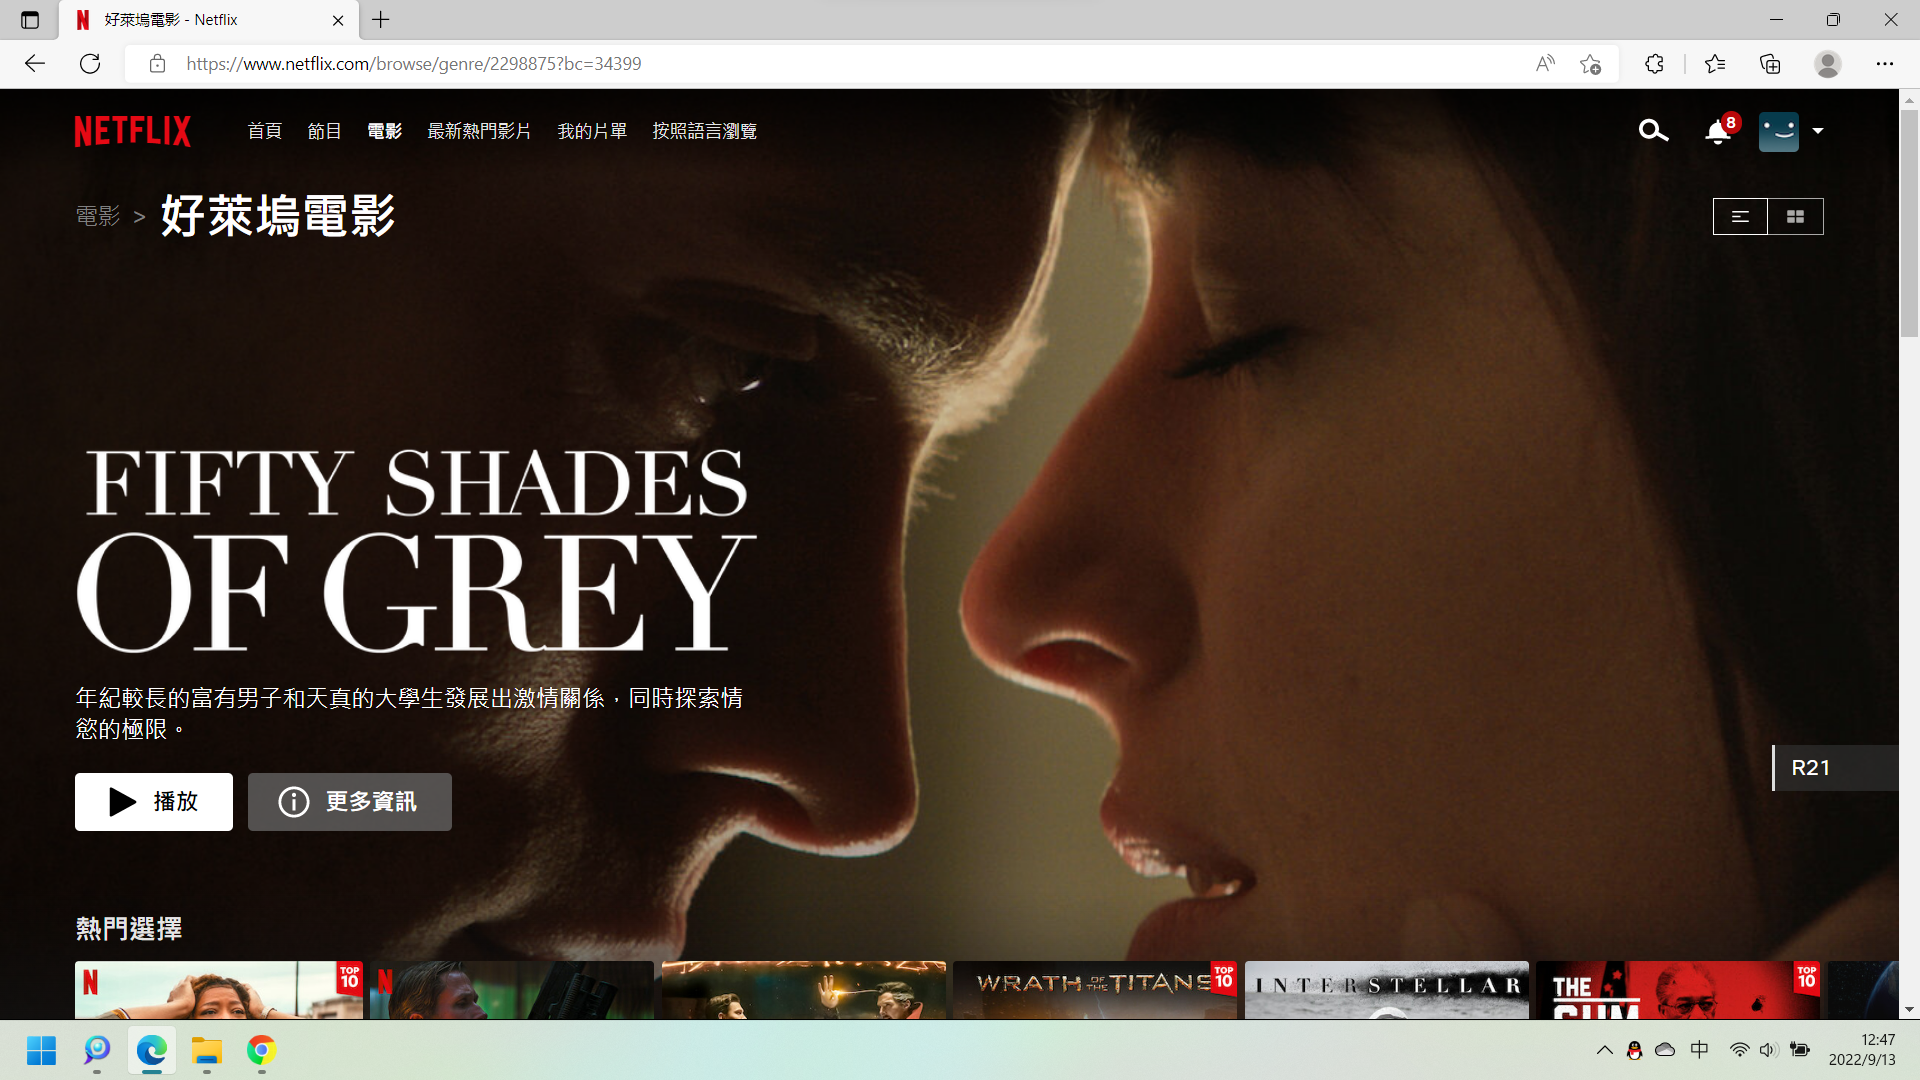 好萊塢電影 - Netflix
https://www.netflix.com/browse/genre/2298875?bc=34399
NETFLIX
首頁
節目
電影
最新熱門影片
我的片單
按照語言瀏覽
8
電影 > 好萊塢電影
FIFTY SHADES
OF GREY
年紀較長的富有男子和天真的大學生發展出激情關係，同時探索情
慾的極限。
R21
播放
更多資訊
熱門選擇
N
TOP
10
N
WRATH OF THE TITANS
TOP
10
INTERSTELLAR
THE
TOP
10
中
12:47
2022/9/13